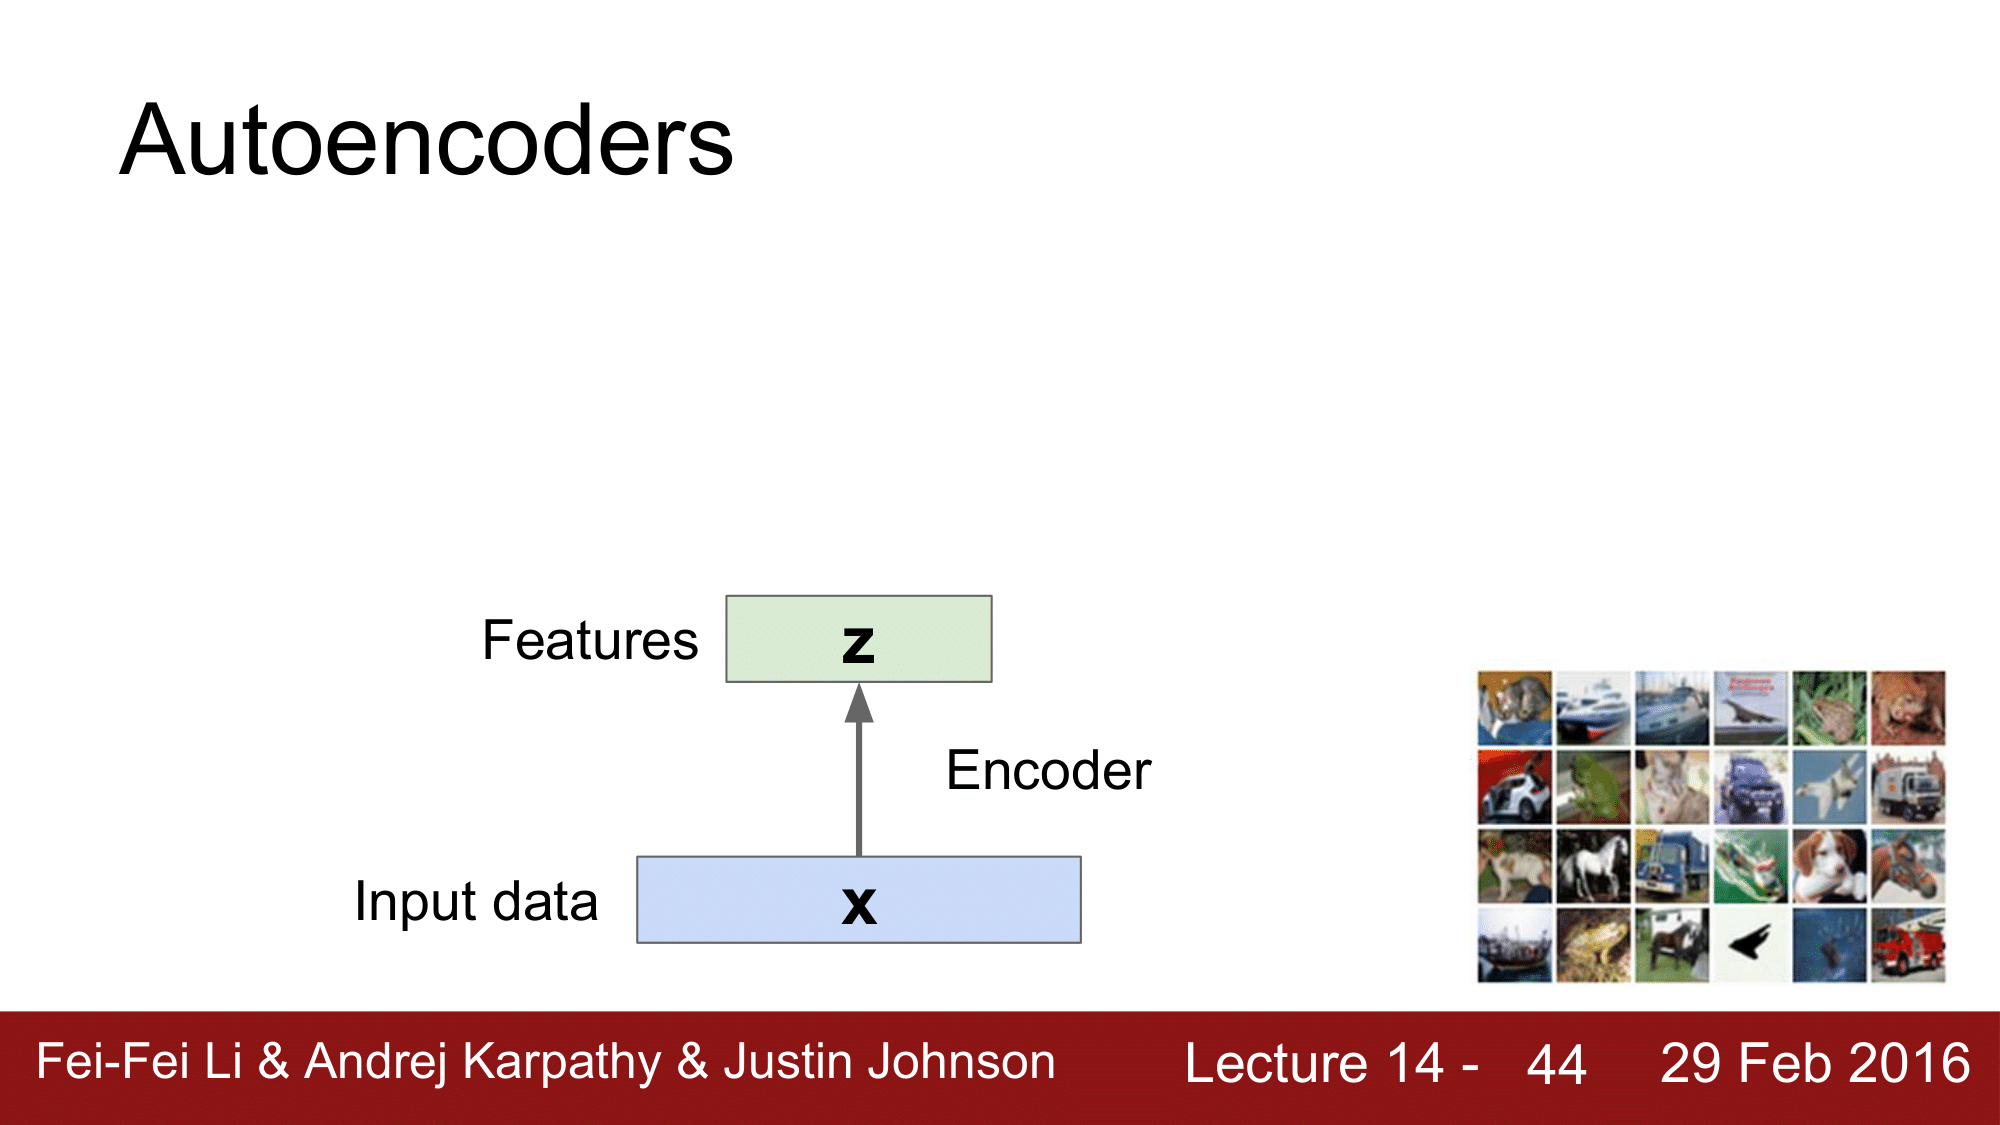 Autoencoders
Features
z
Encoder
Input data
x
Fei-Fei Li & Andrej Karpathy & Justin Johnson
Lecture 14 - 44
29 Feb 2016